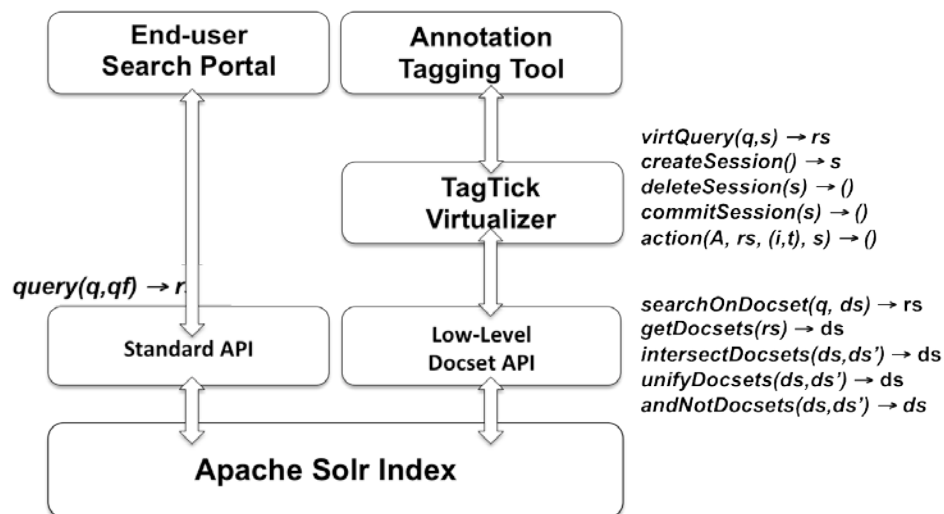 End-user
Search Portal
Annotation
Tagging Tool
virtQuery(q,s) → rs
createSession() → s
deleteSession(s) → ()
commitSession(s) → ()
action(A, rs, (i,t), s) → ()
TagTick
Virtualizer
query(q,qf) → r
searchOnDocset(q, ds) → rs
getDocsets(rs) → ds
intersectDocsets(ds,ds’) → ds
unifyDocsets(ds,ds’) → ds
andNotDocsets(ds,ds’) → ds
Standard API
Low-Level
Docset API
Apache Solr Index